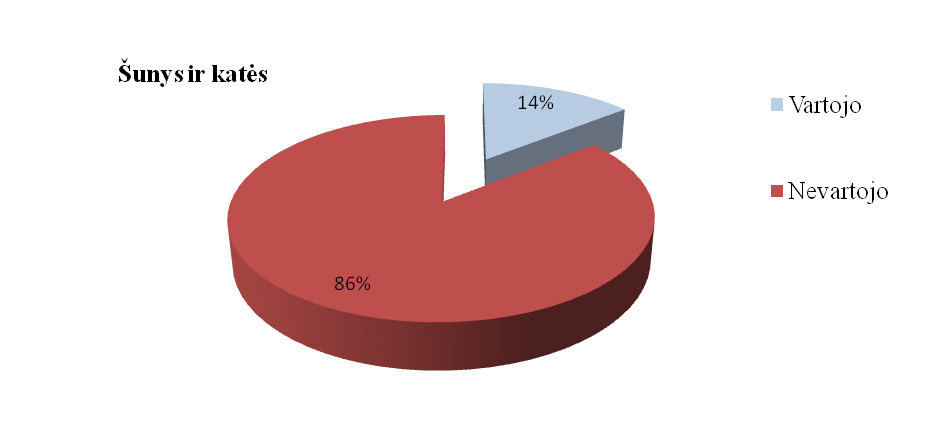 Šunys ir katės
14%
Vartojo
Nevartojo
86%